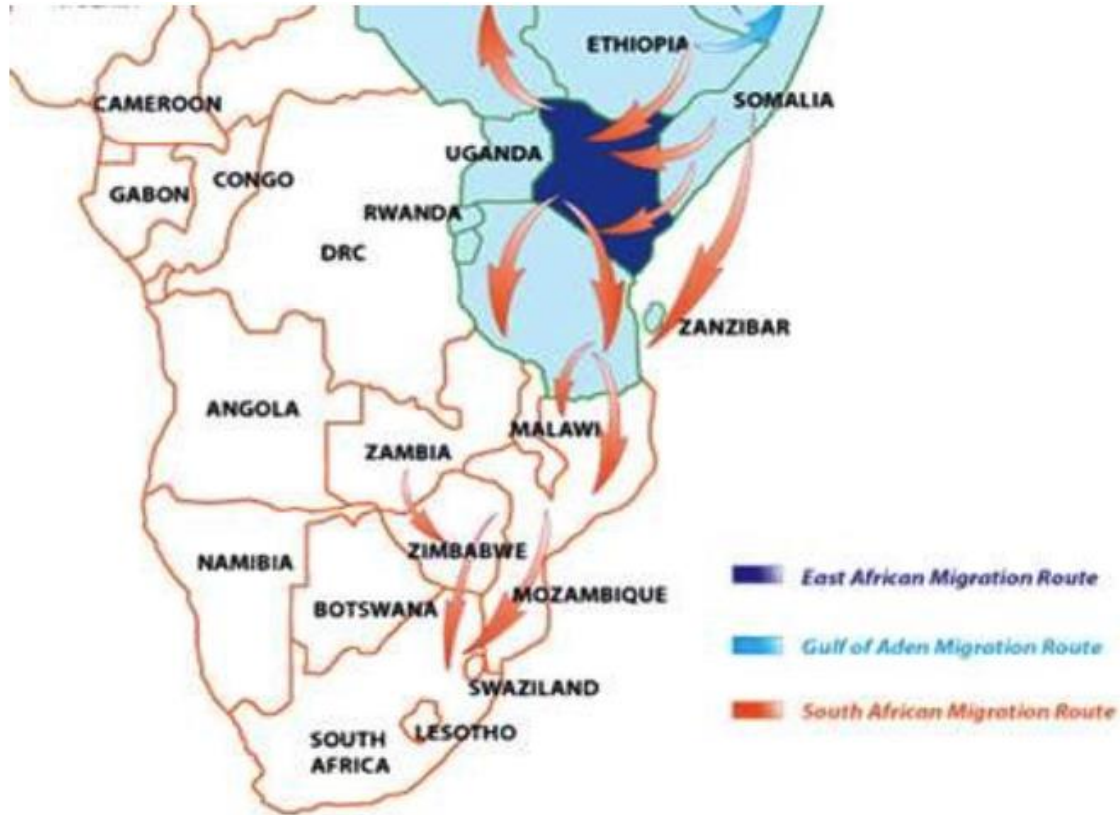 ETHIOPIA
SOMALIA
CAMEROON
UGANDA
CONGO
GABON
RWANDA
DRC
ZANZIBAR
ANGOLA
MALAWI
ZAMBIA
ZIMBABWE
NAMIBIA
MOZAMBIQUE
BOTSWANA
SWAZILAND
LESOTHO
SOUTH
AFRICA
East African Migration Route
Gulf of Aden Migration Route
South African Migration Route